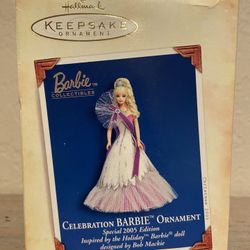 Hallmark
KEEPSAKE
ORNAMENT
Barbie™
COLLECTIBLES
CELEBRATION BARBIE™ ORNAMENT
Special 2005 Edition
Inspired by the Holiday™ Barbie® doll
designed by Bob Mackie